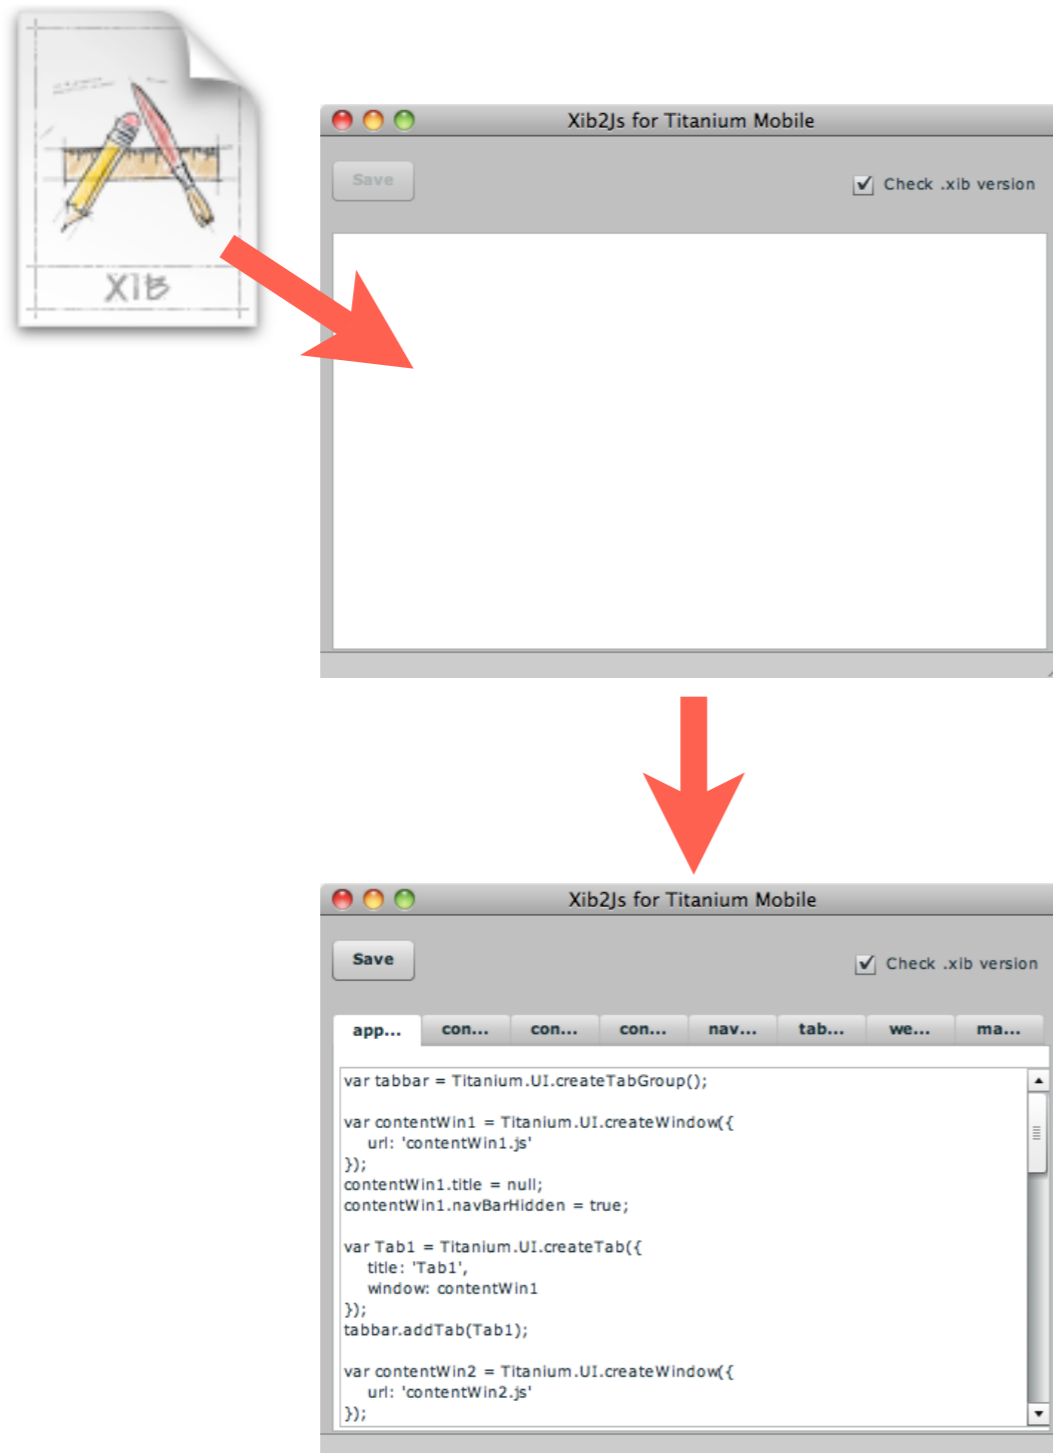 XIB
Xib2Js for Titanium Mobile
Save
Check .xib version
Xib2Js for Titanium Mobile
Save
Check .xib version
app... con... con... con... nav... tab... we... ma...
var tabbar = Titanium.UI.createTabGroup();
var contentWin1 = Titanium.UI.createWindow({
url: 'contentWin1.js'
});
contentWin1.title = null;
contentWin1.navBarHidden = true;
var Tab1 = Titanium.UI.createTab({
title: 'Tab1',
window: contentWin1
});
tabbar.addTab(Tab1);
var contentWin2 = Titanium.UI.createWindow({
url: 'contentWin2.js'
});